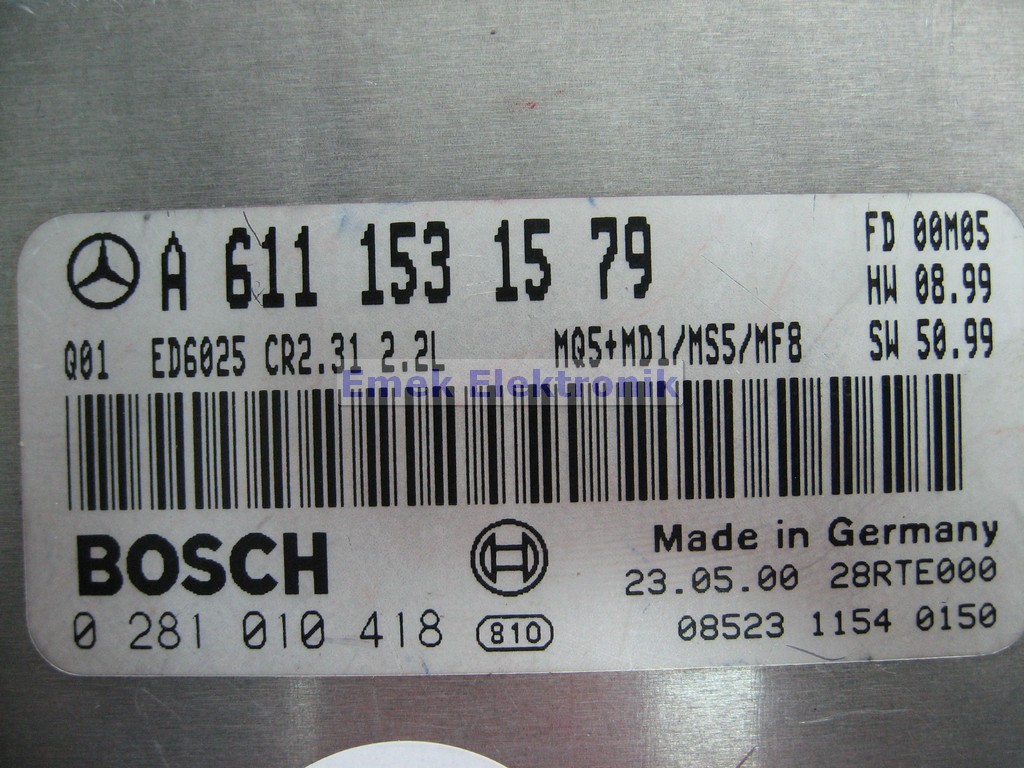 A 611 153 15 79
FD 00M05
HW 08.99
Q01 ED6025 CR2.31 2.2L MQ5+MD1/MS5/MF8 SW 50.99
Emek Elektronik
BOSCH
Made in Germany
23.05.00 28RTE000
0 281 010 418 810
08523 1154 0150